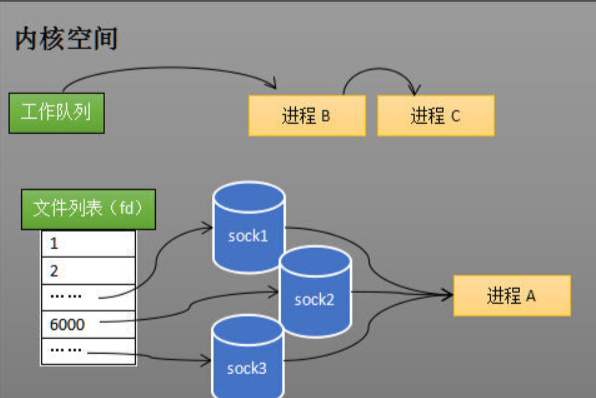 内核空间
工作队列
进程 B
进程 C
文件列表（fd）
1
2
……
6000
……
sock1
sock2
sock3
进程 A